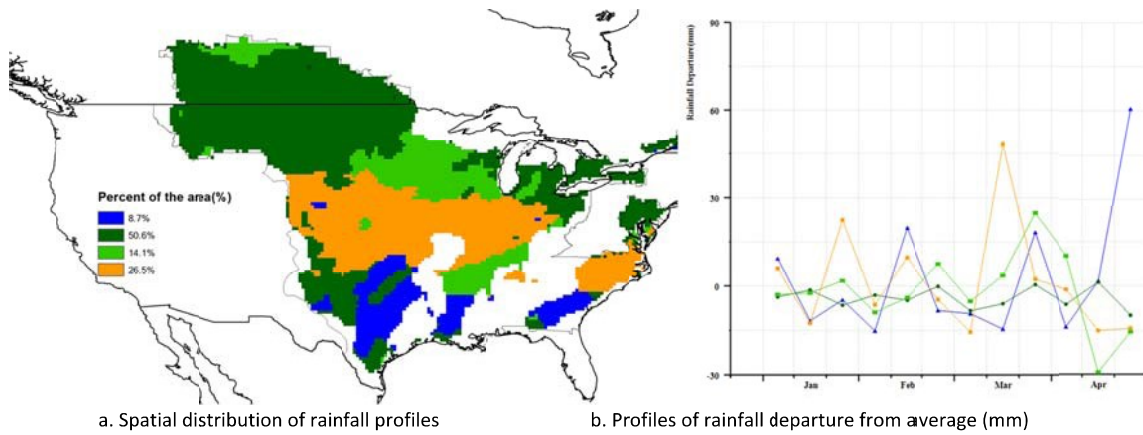 Percent of the area(%)
8.7%
50.6%
14.1%
26.5%
Rainfall Departure(mm)
90
60
30
0
-30
Jan
Feb
Mar
Apr
a. Spatial distribution of rainfall profiles
b. Profiles of rainfall departure from average (mm)